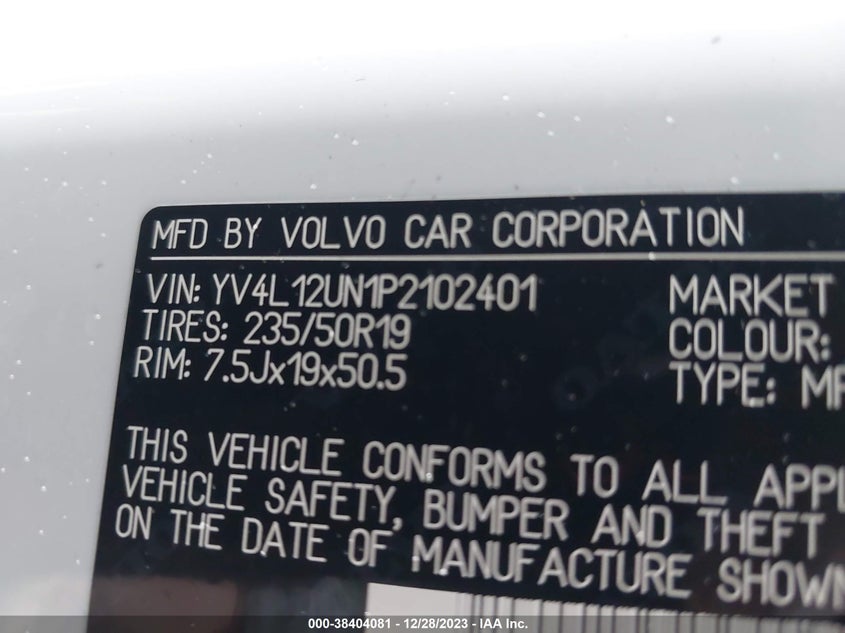 MFD BY VOLVO CAR CORPORATION
VIN: YV4L12UN1P2102401
TIRES: 235/50R19
RIM: 7.5Jx19x50.5
MARKET
COLOUR:
TYPE:
THIS VEHICLE CONFORMS TO ALL
VEHICLE SAFETY, BUMPER AND THEFT
ON THE DATE OF MANUFACTURE SHOWN
000-38404081 - 12/28/2023 - IAA Inc.